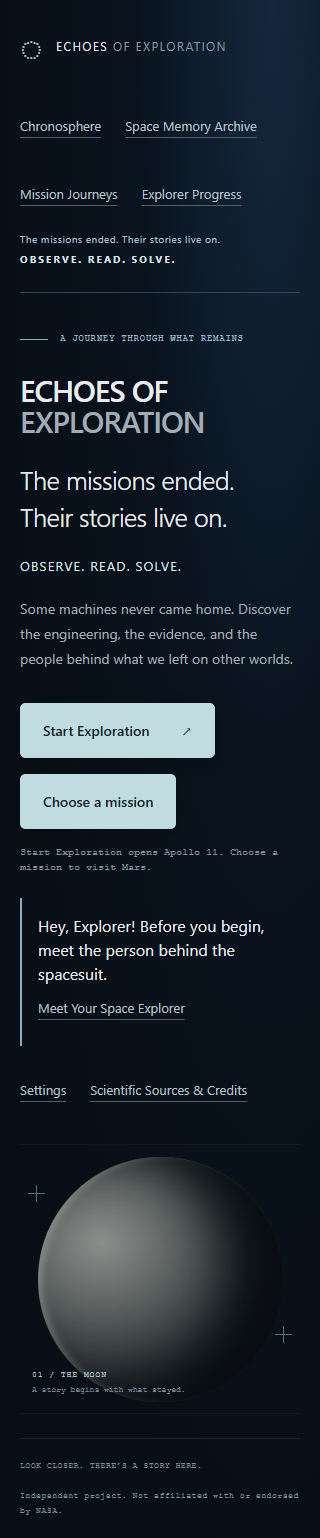 ECHOES OF EXPLORATION
Chronosphere Space Memory Archive
Mission Journeys Explorer Progress
The missions ended. Their stories live on.
OBSERVE. READ. SOLVE.
A JOURNEY THROUGH WHAT REMAINS
ECHOES OF
EXPLORATION
The missions ended.
Their stories live on.
OBSERVE. READ. SOLVE.
Some machines never came home. Discover
the engineering, the evidence, and the
people behind what we left on other worlds.
Start Exploration ↗
Choose a mission
Start Exploration opens Apollo 11. Choose a
mission to visit Mars.
Hey, Explorer! Before you begin,
meet the person behind the
spacesuit.
Meet Your Space Explorer
Settings Scientific Sources & Credits
01 / THE MOON
A story begins with what stayed.
LOOK CLOSER. THERE'S A STORY HERE.
Independent project. Not affiliated with or endorsed
by NASA.